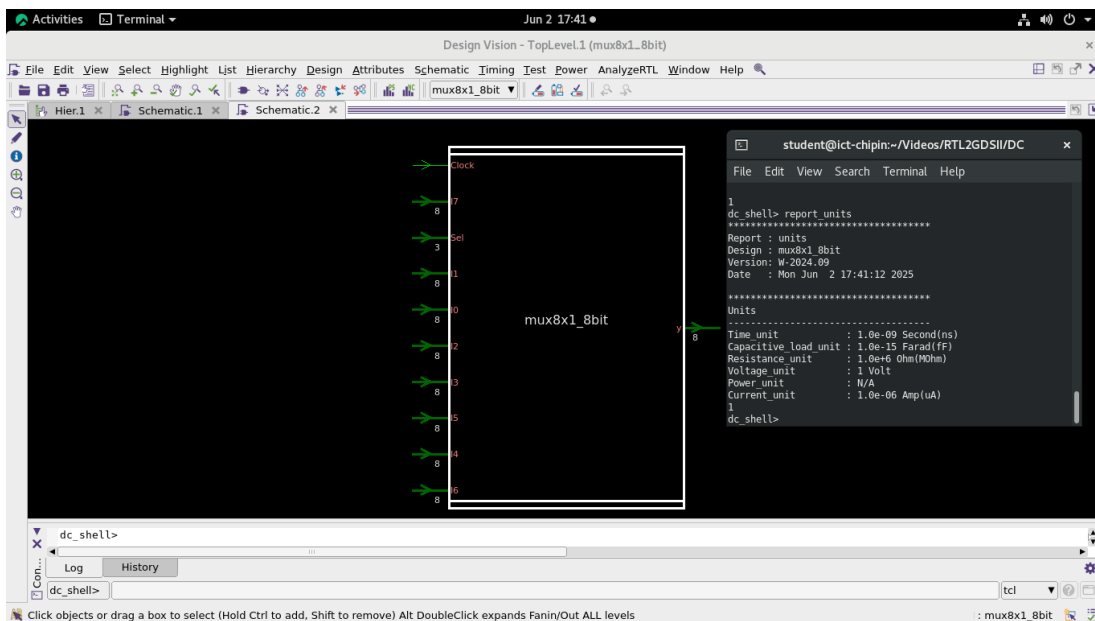 Activities Terminal Jun 2 17:41
Design Vision - TopLevel.1 (mux8x1_8bit)
File Edit View Select Highlight List Hierarchy Design Attributes Schematic Timing Test Power AnalyzeRTL Window Help
mux8x1_8bit
Hier.1 Schematic.1 Schematic.2
Clock
I7
8
Sel
3
I1
8
I0
8
I2
8
I3
8
I5
8
I4
8
I6
8
mux8x1_8bit
y
8
student@ict-chipin:~/Videos/RTL2GDSII/DC
File Edit View Search Terminal Help
1
dc_shell> report_units
****************************************
Report : units
Design : mux8x1_8bit
Version: W-2024.09
Date : Mon Jun 2 17:41:12 2025
****************************************
Units
------------------------------------
Time_unit : 1.0e-09 Second(ns)
Capacitive_load_unit : 1.0e-15 Farad(fF)
Resistance_unit : 1.0e+6 Ohm(MOhm)
Voltage_unit : 1 Volt
Power_unit : N/A
Current_unit : 1.0e-06 Amp(uA)
1
dc_shell>
dc_shell>
Log History
Con...
dc_shell> tcl
Click objects or drag a box to select (Hold Ctrl to add, Shift to remove) Alt DoubleClick expands Fanin/Out ALL levels : mux8x1_8bit